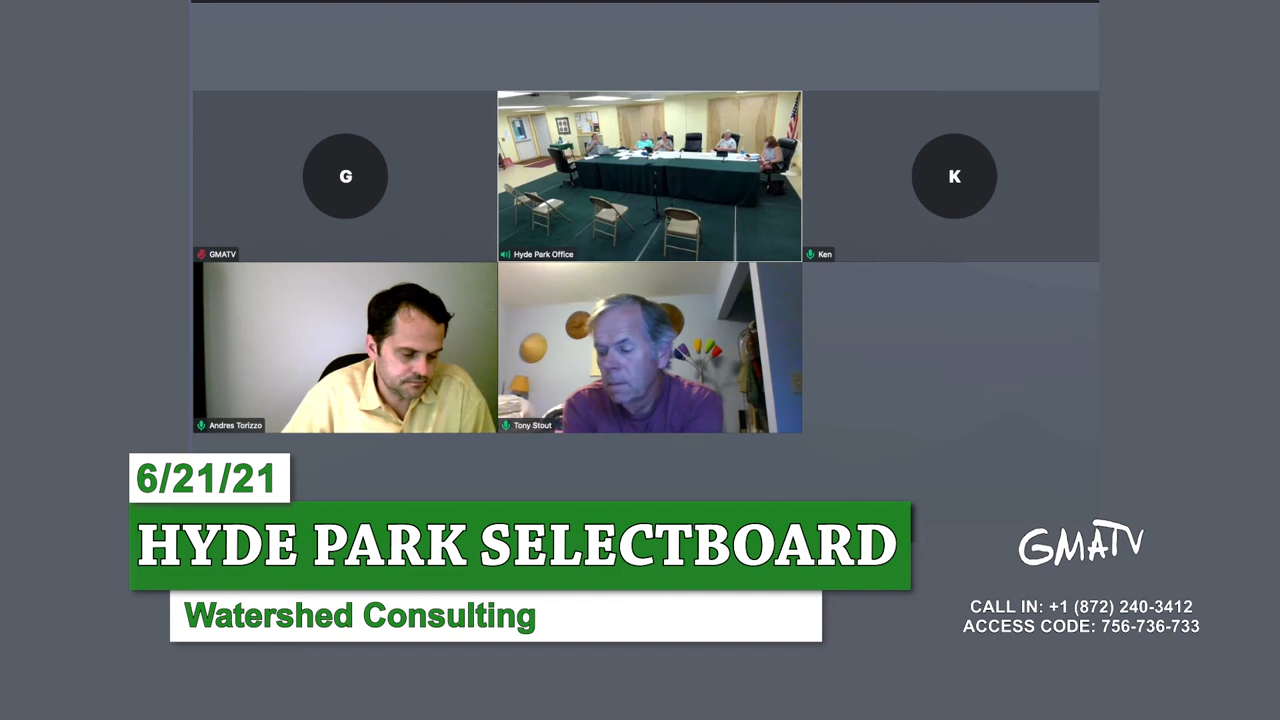 G
K
GMATV
Hyde Park Office
Ken
Andres Torizzo
Tony Stout
6/21/21
HYDE PARK SELECTBOARD
Watershed Consulting
GMATV
CALL IN: +1 (872) 240-3412
ACCESS CODE: 756-736-733